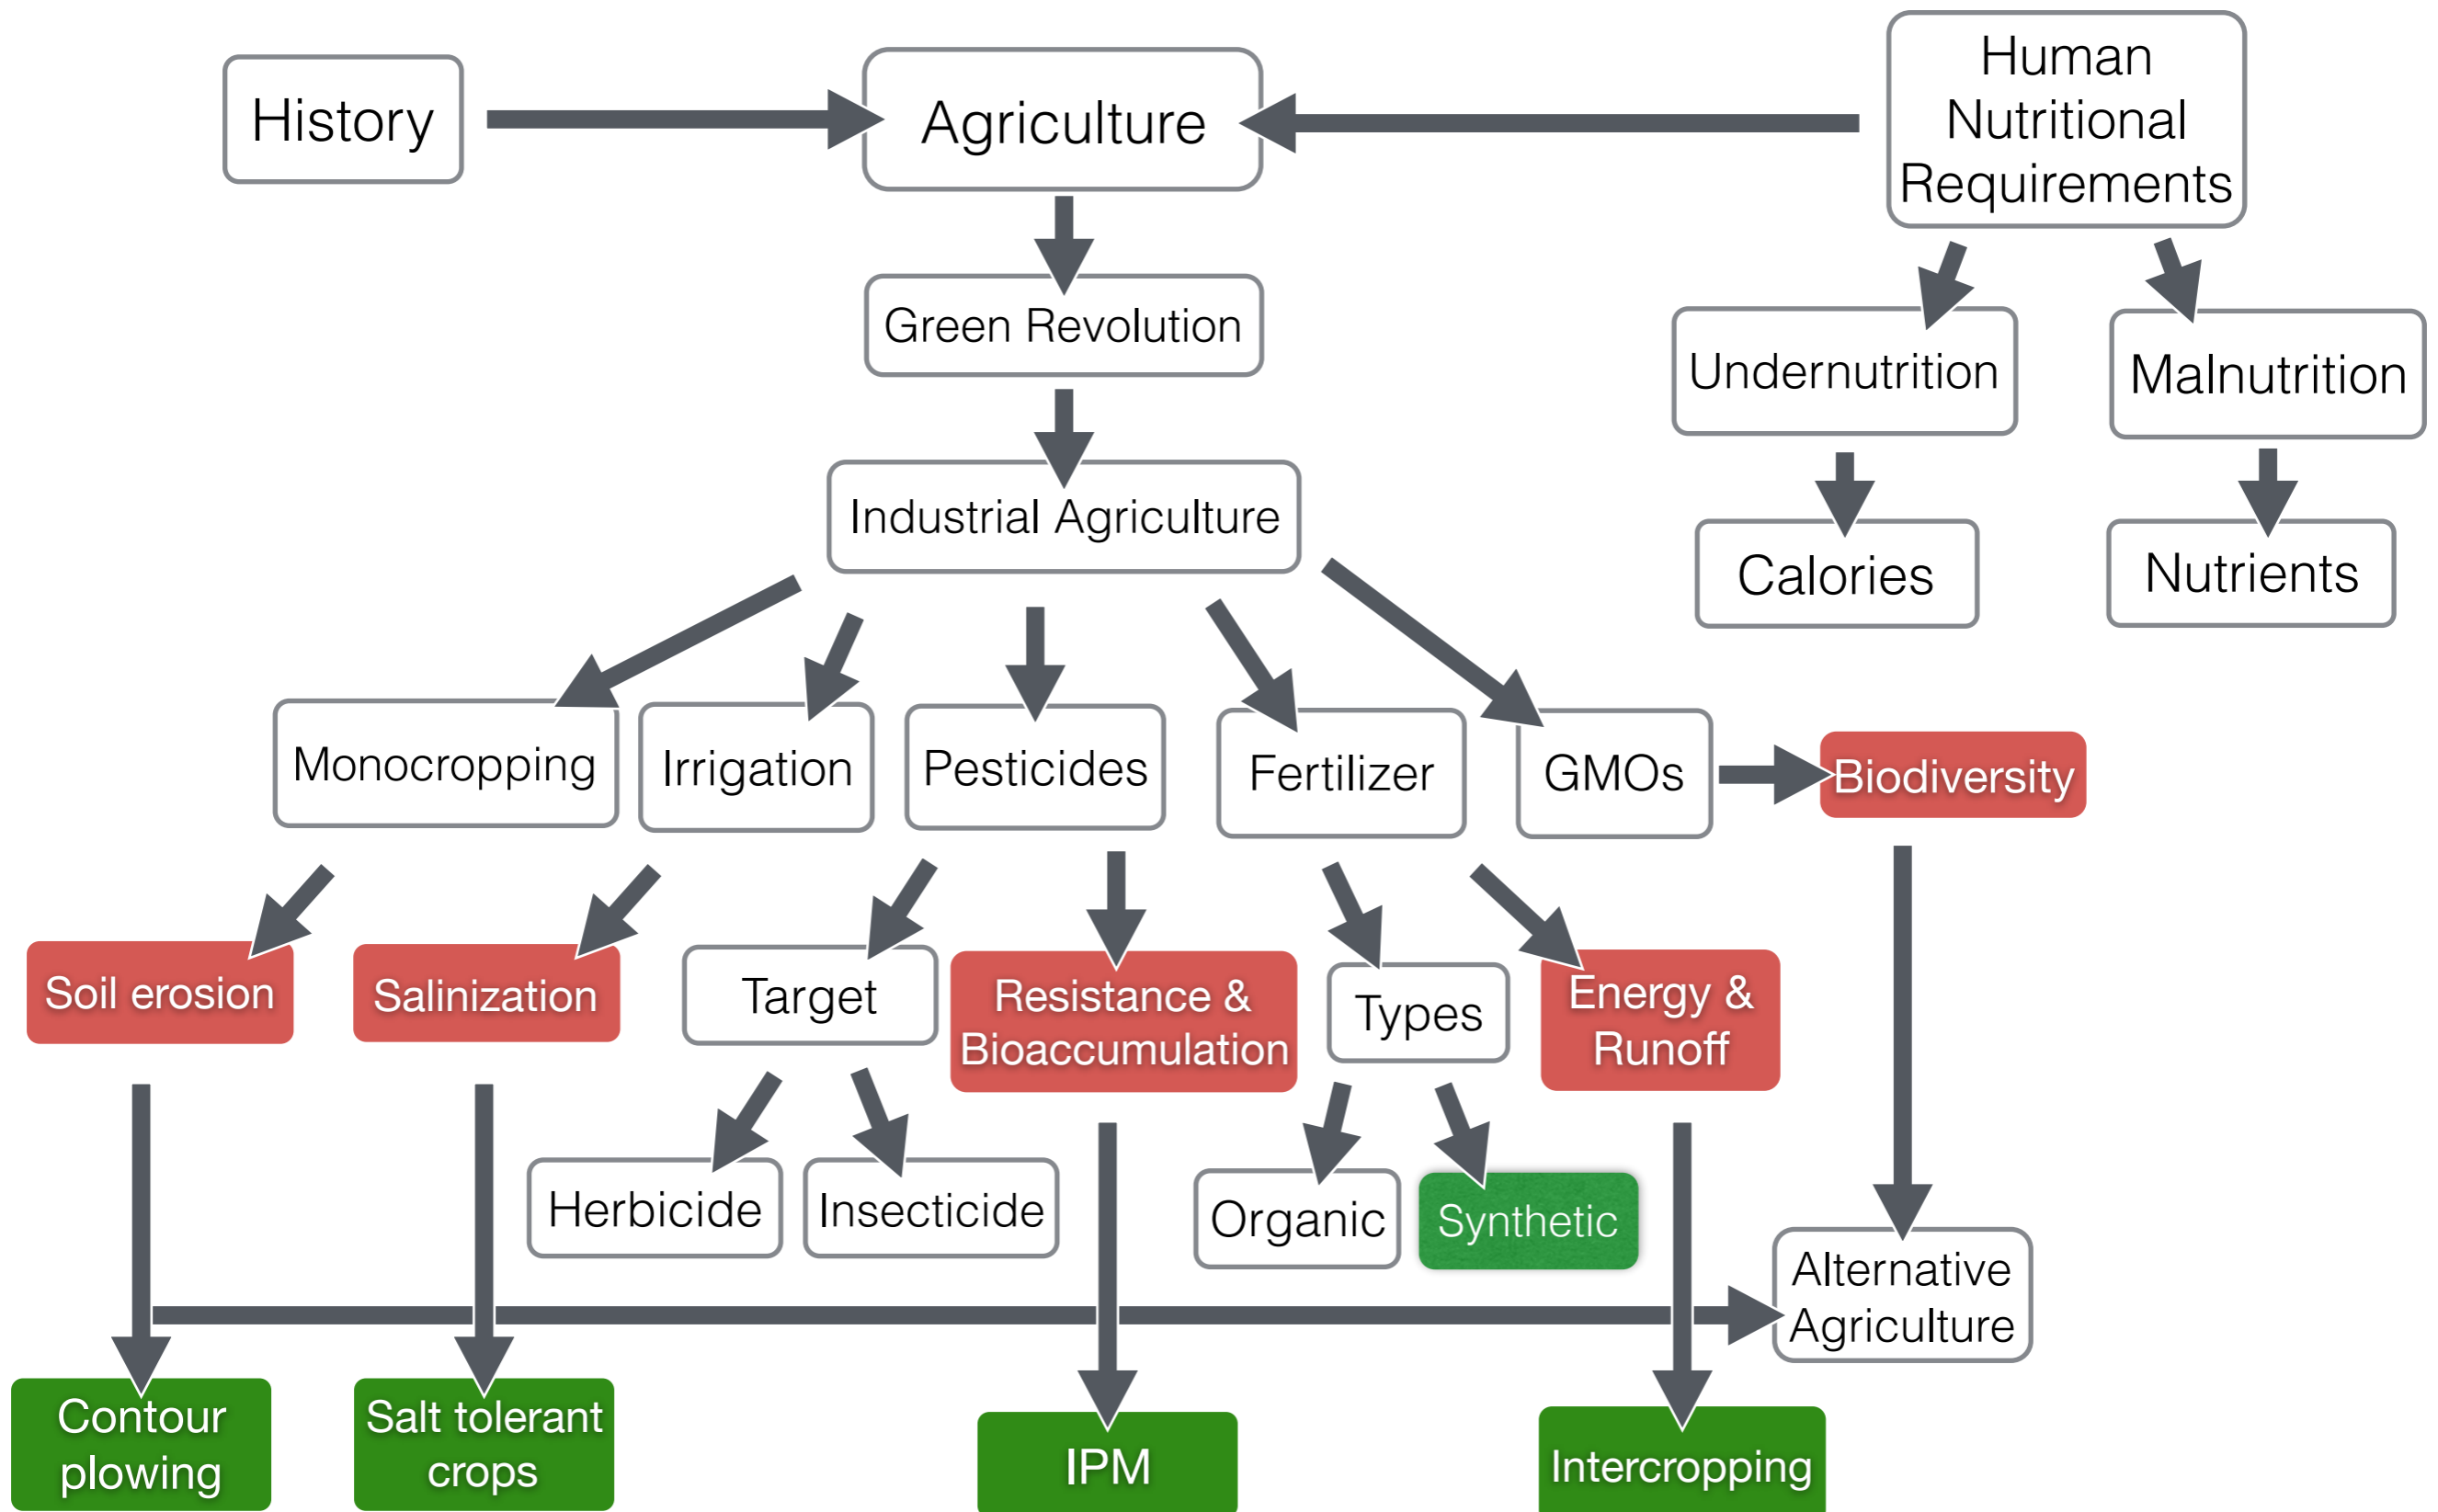 History
Agriculture
Human
Nutritional
Requirements
Green Revolution
Undernutrition
Malnutrition
Industrial Agriculture
Calories
Nutrients
Monocropping
Irrigation
Pesticides
Fertilizer
GMOs
Biodiversity
Soil erosion
Salinization
Target
Resistance &
Bioaccumulation
Types
Energy &
Runoff
Herbicide
Insecticide
Organic
Synthetic
Alternative
Agriculture
Contour
plowing
Salt tolerant
crops
IPM
Intercropping